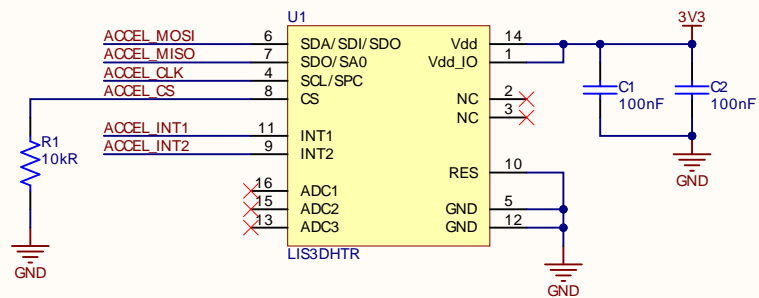 U1
3V3
ACCEL_MOSI 6 SDA/SDI/SDO Vdd 14
ACCEL_MISO 7 SDO/SA0 Vdd_IO 1
ACCEL_CLK 4 SCL/SPC
ACCEL_CS 8 CS NC 2
NC 3
C1 100nF
C2 100nF
ACCEL_INT1 11 INT1
ACCEL_INT2 9 INT2
R1
10kR
RES 10
GND
16 ADC1
15 ADC2 GND 5
13 ADC3 GND 12
LIS3DHTR
GND
GND